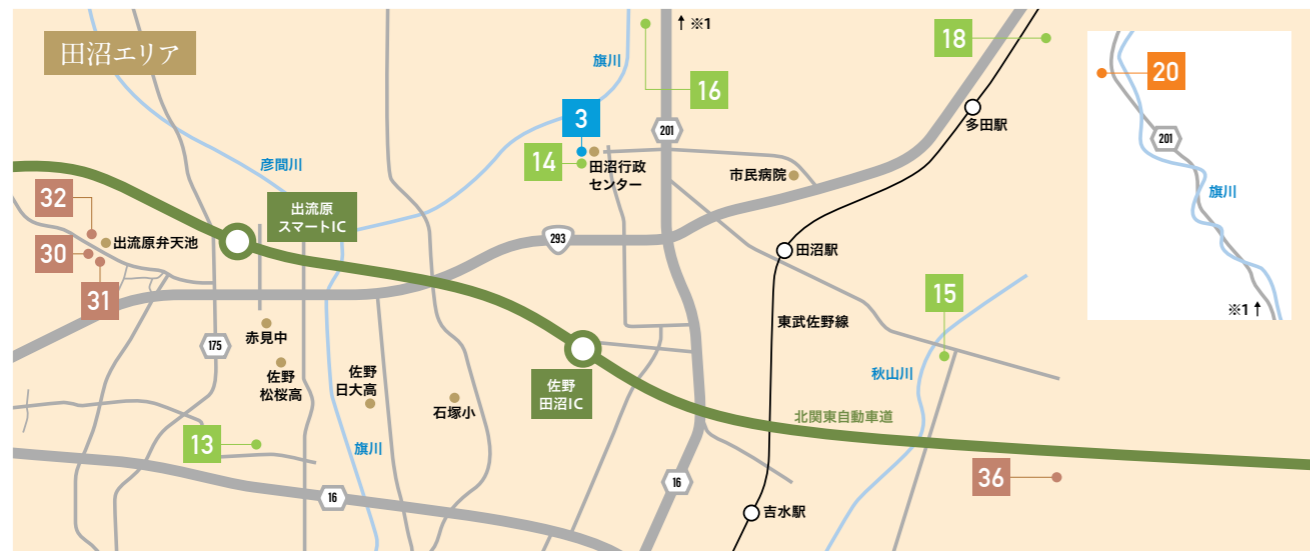 田沼エリア
↑ ※1
旗川
18
20
16
3
201
201
多田駅
14
田沼行政
センター
彦間川
市民病院
旗川
32
出流原
スマートIC
出流原弁天池
293
田沼駅
30
31
15
※1 ↑
赤見中
東武佐野線
175
佐野
松桜高
佐野
日大高
佐野
田沼IC
秋山川
石塚小
北関東自動車道
13
旗川
36
16
16
吉水駅